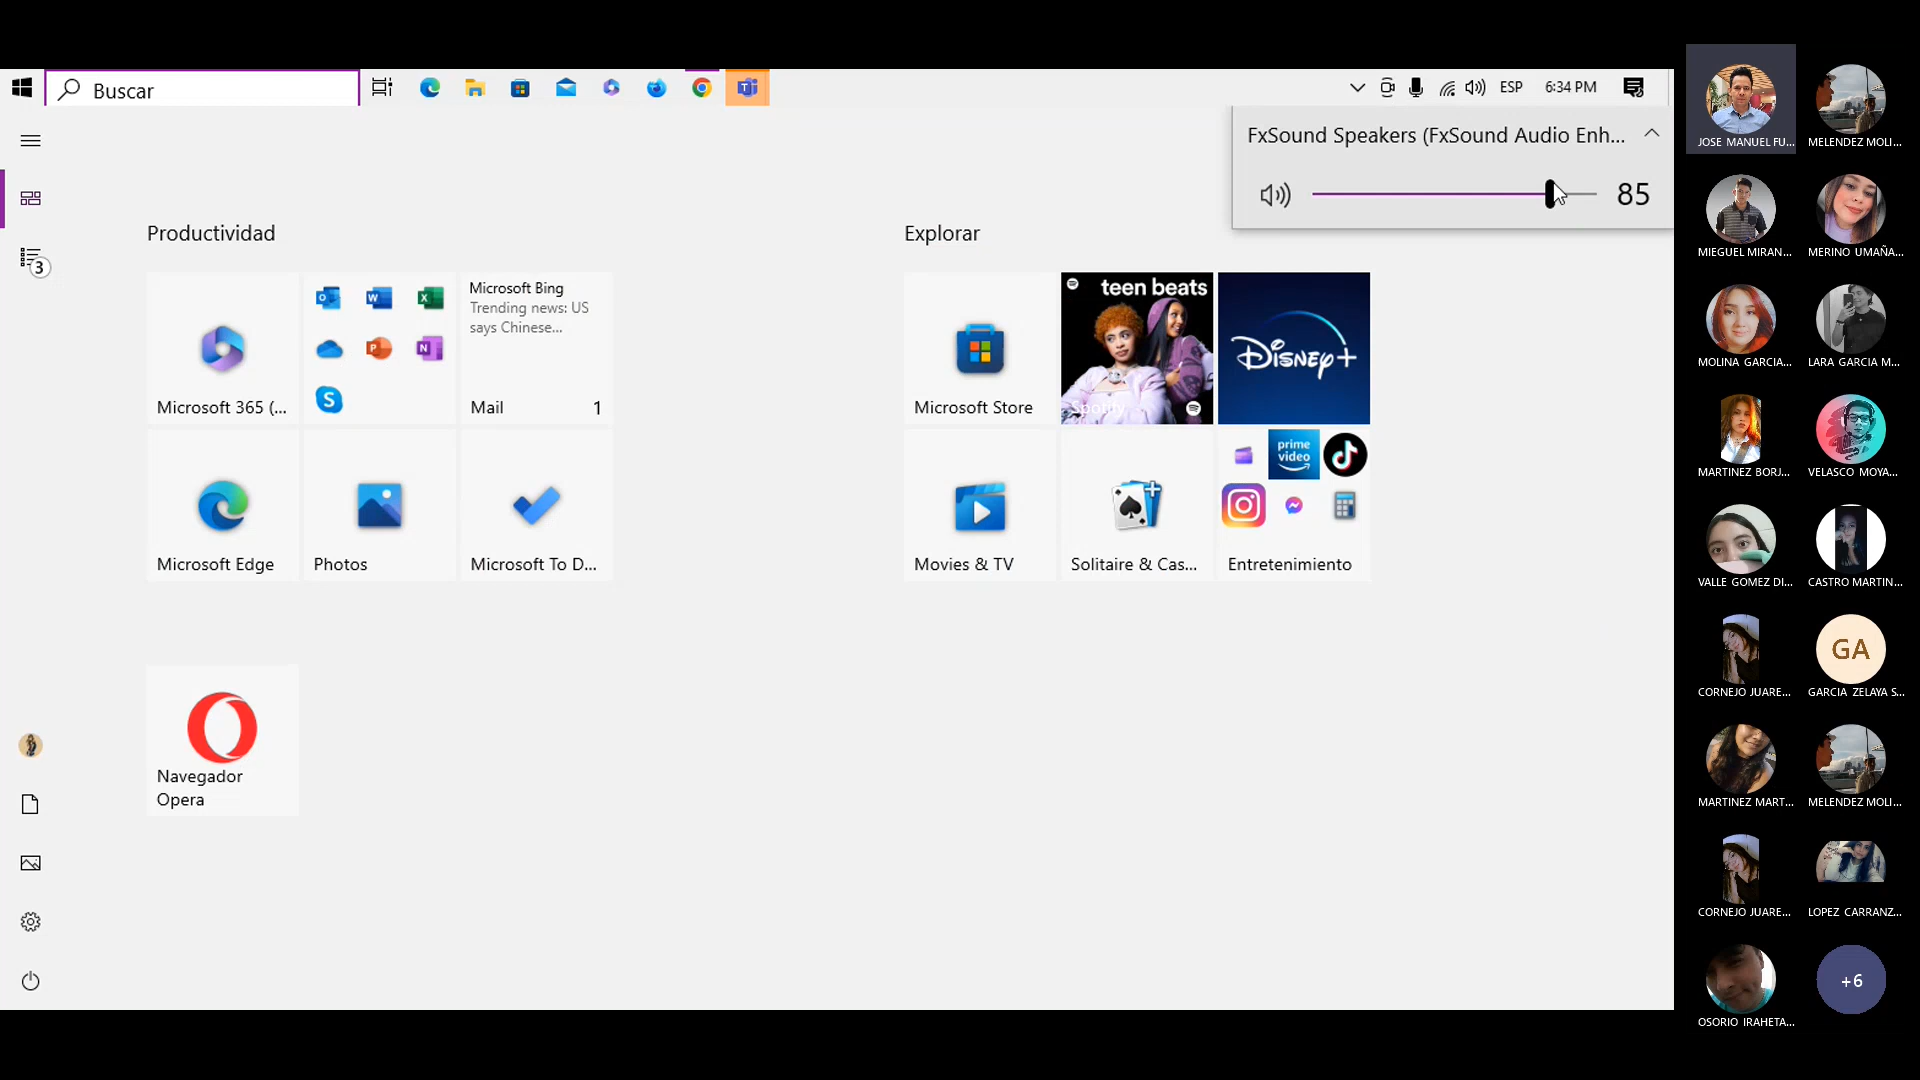 Buscar
ESP
6:34 PM
FxSound Speakers (FxSound Audio Enh...
85
3
Productividad
Explorar
Microsoft 365 (...
Microsoft Bing
Trending news: US
says Chinese...
Mail 1
Microsoft Store
teen beats
Spotify
Disney+
Microsoft Edge
Photos
Microsoft To D...
Movies & TV
Solitaire & Cas...
prime
video
Entretenimiento
Navegador
Opera
JOSE MANUEL FU...
MELENDEZ MOLI...
MIEGUEL MIRAN...
MERINO UMAÑA...
MOLINA GARCIA...
LARA GARCIA M...
MARTINEZ BORJ...
VELASCO MOYA...
VALLE GOMEZ DI...
CASTRO MARTIN...
CORNEJO JUARE...
GA
GARCIA ZELAYA S...
MARTINEZ MART...
MELENDEZ MOLI...
CORNEJO JUARE...
LOPEZ CARRANZ...
OSORIO IRAHETA...
+6